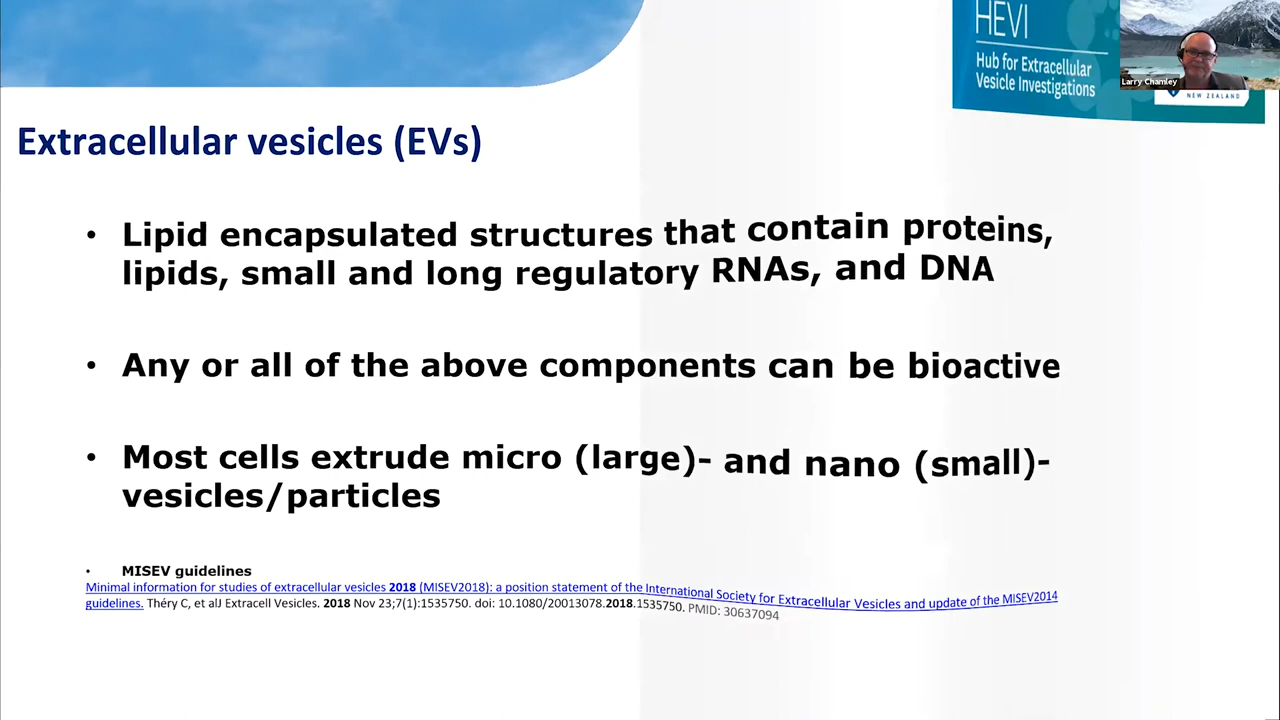 HEVI
Hub for Extracellular
Vesicle Investigations
Larry Chamley
NEW ZEALAND
Extracellular vesicles (EVs)
• Lipid encapsulated structures that contain proteins,
lipids, small and long regulatory RNAs, and DNA
• Any or all of the above components can be bioactive
• Most cells extrude micro (large)- and nano (small)-
vesicles/particles
• MISEV guidelines
Minimal information for studies of extracellular vesicles 2018 (MISEV2018): a position statement of the International Society for Extracellular Vesicles and update of the MISEV2014
guidelines. Théry C, et alJ Extracell Vesicles. 2018 Nov 23;7(1):1535750. doi: 10.1080/20013078.2018.1535750. PMID: 30637094